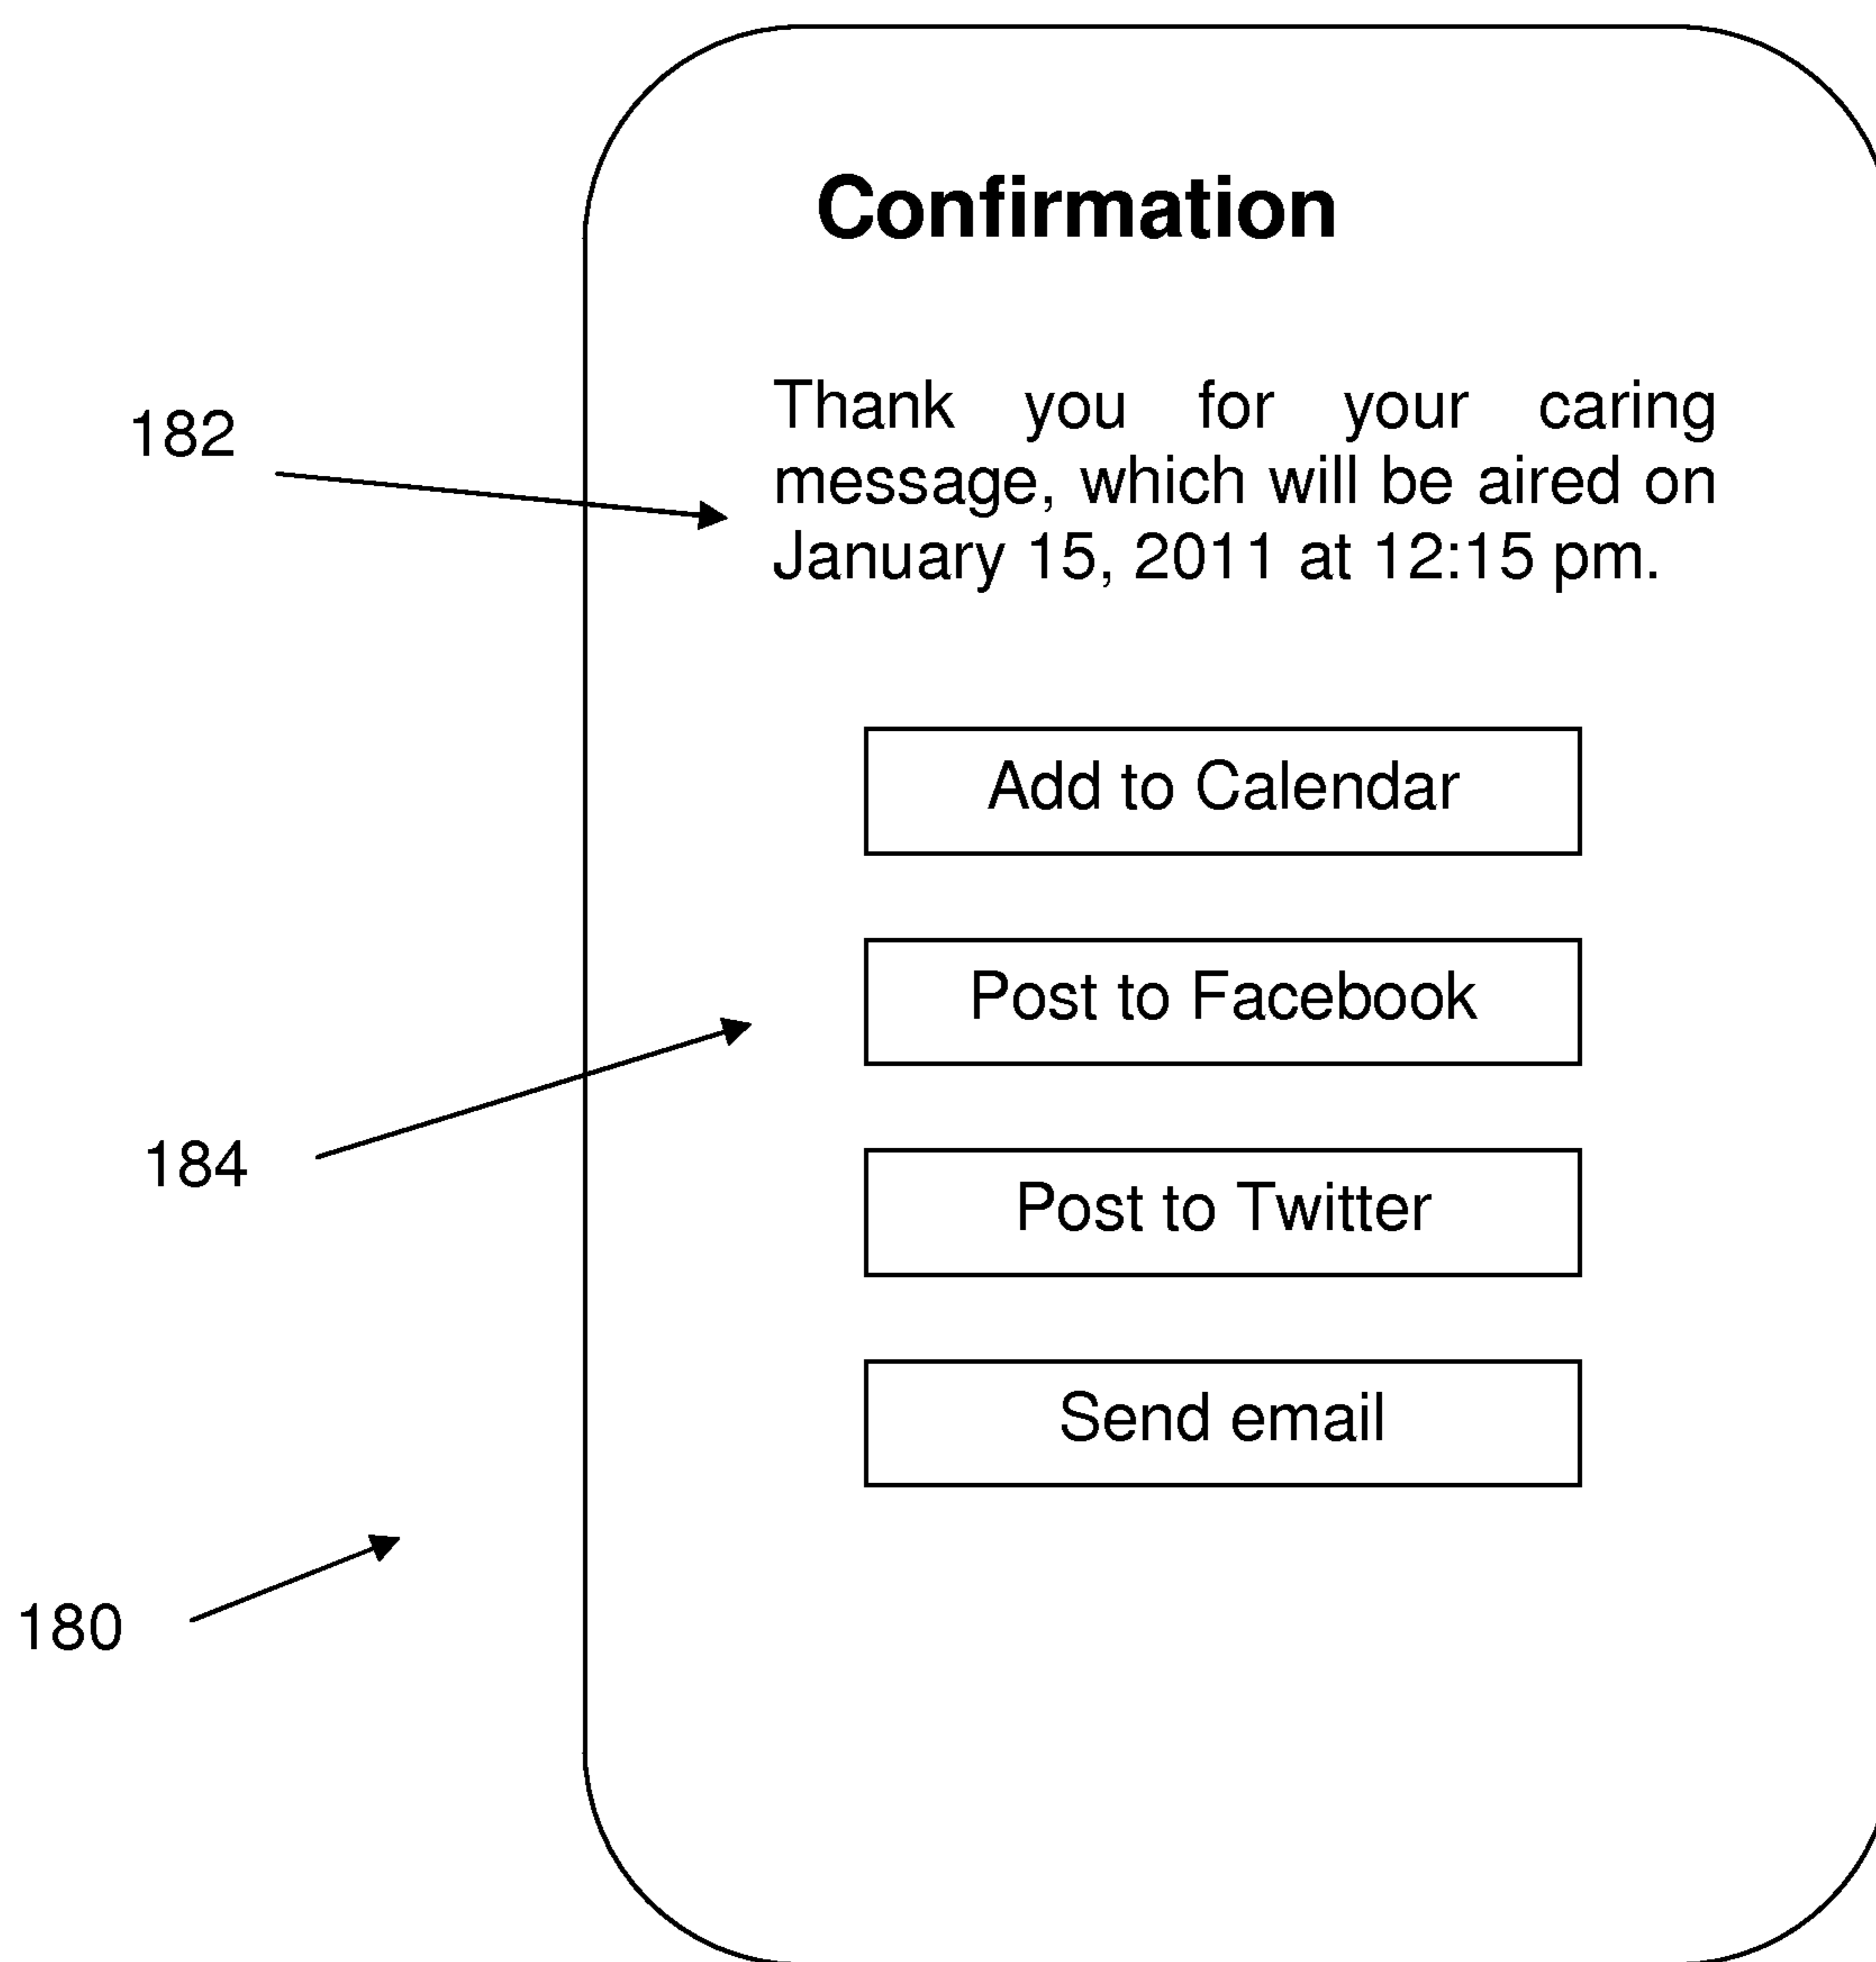 Confirmation
182
Thank you for your caring
message, which will be aired on
January 15, 2011 at 12:15 pm.
Add to Calendar
Post to Facebook
184
Post to Twitter
Send email
180